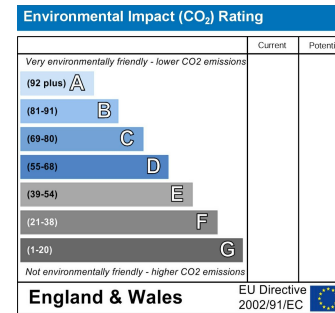 Environmental Impact (CO₂) Rating
Current Potenti
Very environmentally friendly - lower CO2 emissions
(92 plus) A
(81-91) B
(69-80) C
(55-68) D
(39-54) E
(21-38) F
(1-20) G
Not environmentally friendly - higher CO2 emissions
England & Wales
EU Directive
2002/91/EC